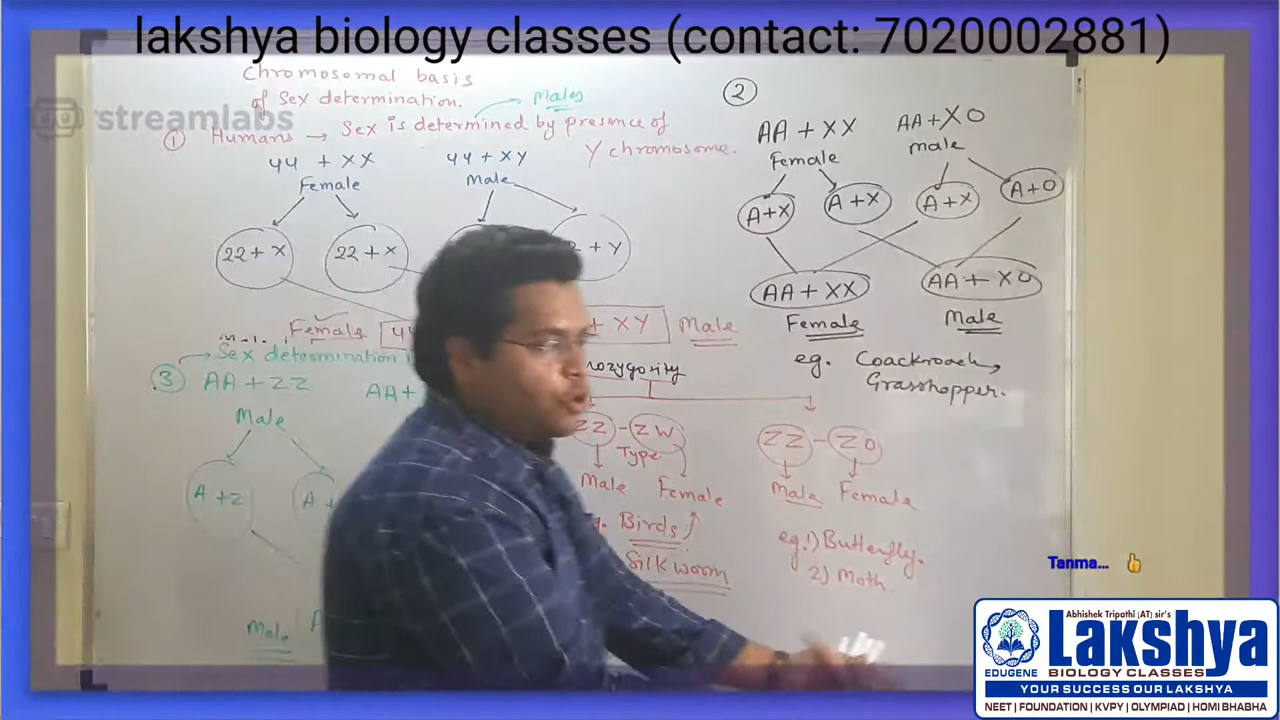 lakshya biology classes (contact: 7020002881)
streamlabs
Chromosomal basis
of Sex determination.
① Humans → Sex is determined by presence of
Y chromosome.
Males
44 + XX
Female
44 + XY
Male
22 + X
22 + X
+ Y
Female
44
+ XY
Male
②
AA + XX
Female
AA + XO
male
A+X
A+X
A+X
A+O
AA + XX
Female
AA + XO
Male
eg. Coackroach,
Grasshopper.
Sex determination
③ AA + ZZ
AA+
Male
A + Z
A +
Male
A
rozygority
ZZ - ZW
Type
Male Female
Birds
Silk worm
ZZ - ZO
Male Female
eg. 1) Butterfly.
2) Moth
Tanma... 👍
Abhishek Tripathi (AT) sir's
Lakshya
EDUGENE
BIOLOGY CLASSES
YOUR SUCCESS OUR LAKSHYA
NEET | FOUNDATION | KVPY | OLYMPIAD | HOMI BHABHA